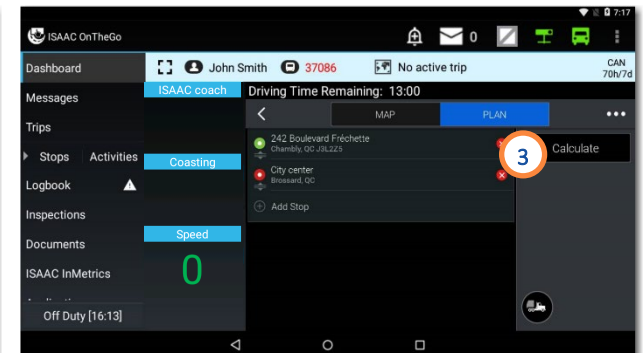 7:17
ISAAC OnTheGo
0
Dashboard
John Smith
37086
No active trip
CAN
70h/7d
Messages
ISAAC coach
Driving Time Remaining: 13:00
MAP
PLAN
Trips
242 Boulevard Fréchette
Chambly, QC J3L2Z5
3
Calculate
Stops
Activities
Coasting
City center
Brossard, QC
Logbook
Add Stop
Inspections
Speed
Documents
0
ISAAC InMetrics
Off Duty [16:13]